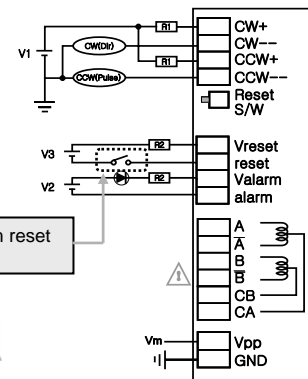 V1
R1
R1
CW(Dir)
CCW(Pulse)
CW+
CW--
CCW+
CCW--
Reset
S/W
V3
R2
V2
R2
Vreset
reset
Valarm
alarm
reset
A
A
B
B
CB
CA
Vm
Vpp
GND